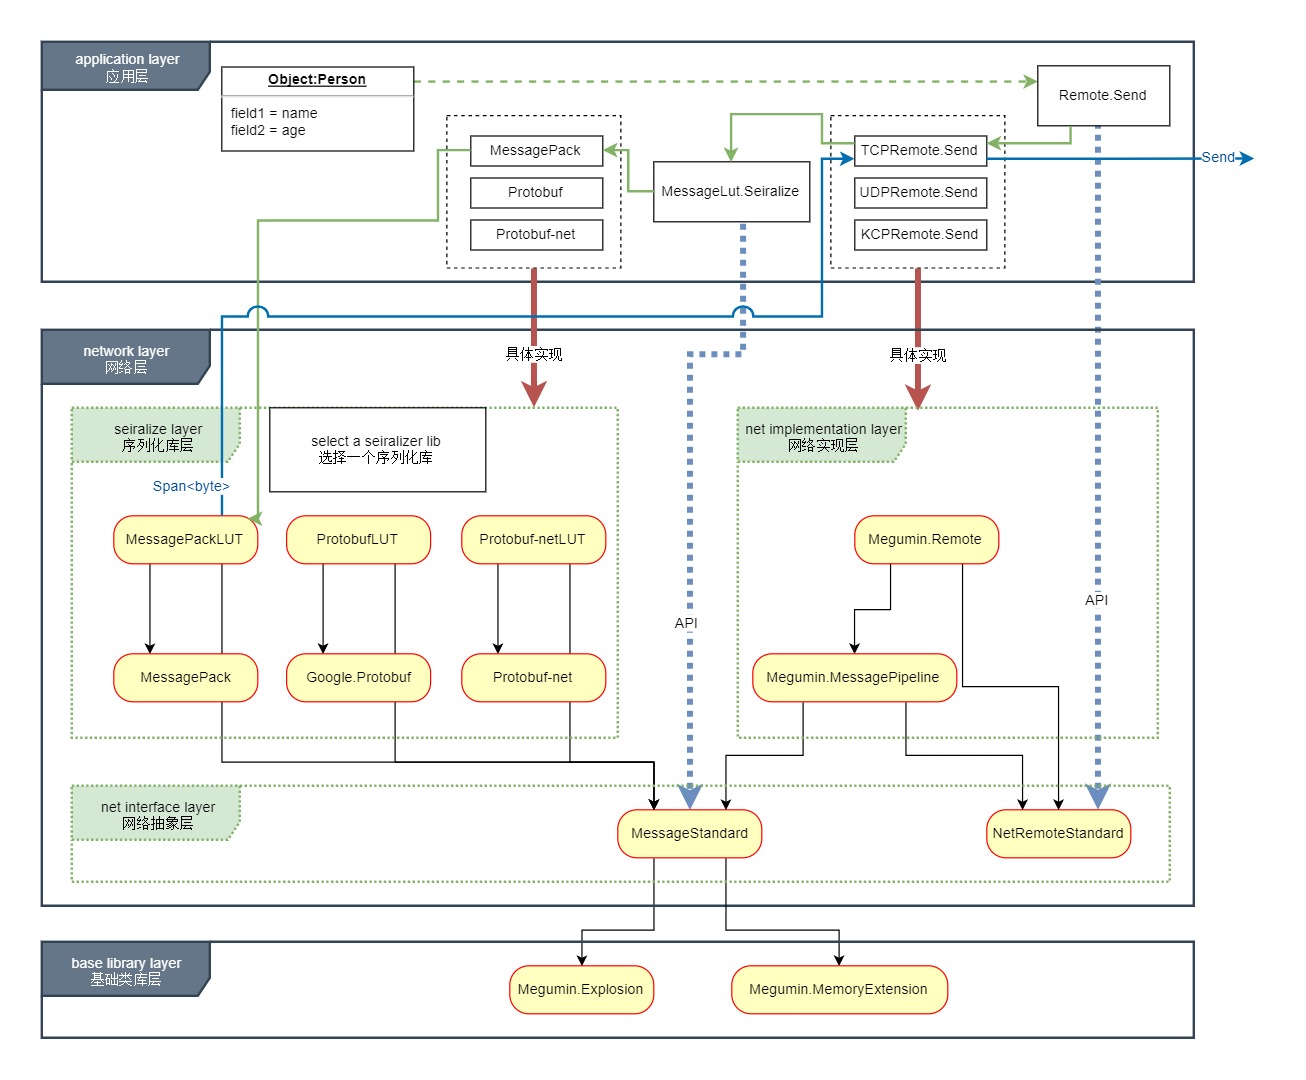 application layer
应用层
Object:Person
field1 = name
field2 = age
Remote.Send
MessagePack
Protobuf
Protobuf-net
MessageLut.Seiralize
TCPRemote.Send
UDPRemote.Send
KCPRemote.Send
Send
network layer
网络层
具体实现
具体实现
seiralize layer
序列化库层
select a seiralizer lib
选择一个序列化库
net implementation layer
网络实现层
Span<byte>
MessagePackLUT
ProtobufLUT
Protobuf-netLUT
Megumin.Remote
API
API
MessagePack
Google.Protobuf
Protobuf-net
Megumin.MessagePipeline
net interface layer
网络抽象层
MessageStandard
NetRemoteStandard
base library layer
基础类库层
Megumin.Explosion
Megumin.MemoryExtension